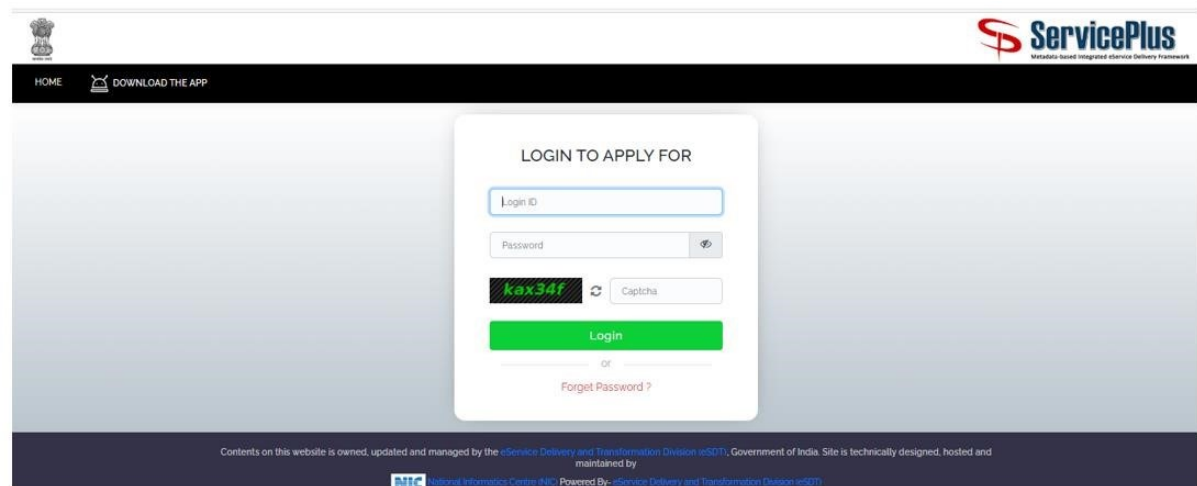 ServicePlus
Metadata-based Integrated eService Delivery Framework
HOME DOWNLOAD THE APP
LOGIN TO APPLY FOR
Login ID
Password
kax34f Captcha
Login
or
Forget Password ?
Contents on this website is owned, updated and managed by the eService Delivery and Transformation Division (eSDT), Government of India. Site is technically designed, hosted and
maintained by
NIC National Informatics Centre (NIC) Powered By- eService Delivery and Transformation Division (eSDT)